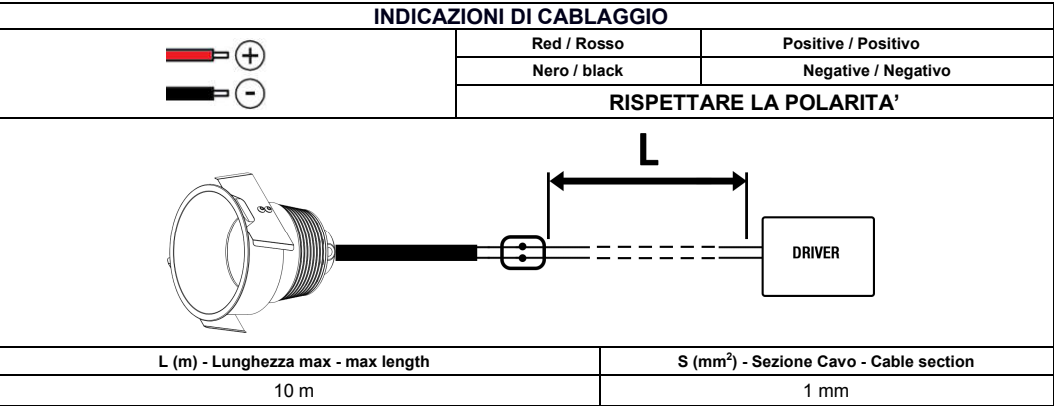 INDICAZIONI DI CABLAGGIO
+
Red / Rosso Positive / Positivo
Nero / black Negative / Negativo
-
RISPETTARE LA POLARITA’
L
DRIVER
L (m) - Lunghezza max - max length S (mm²) - Sezione Cavo - Cable section
10 m 1 mm